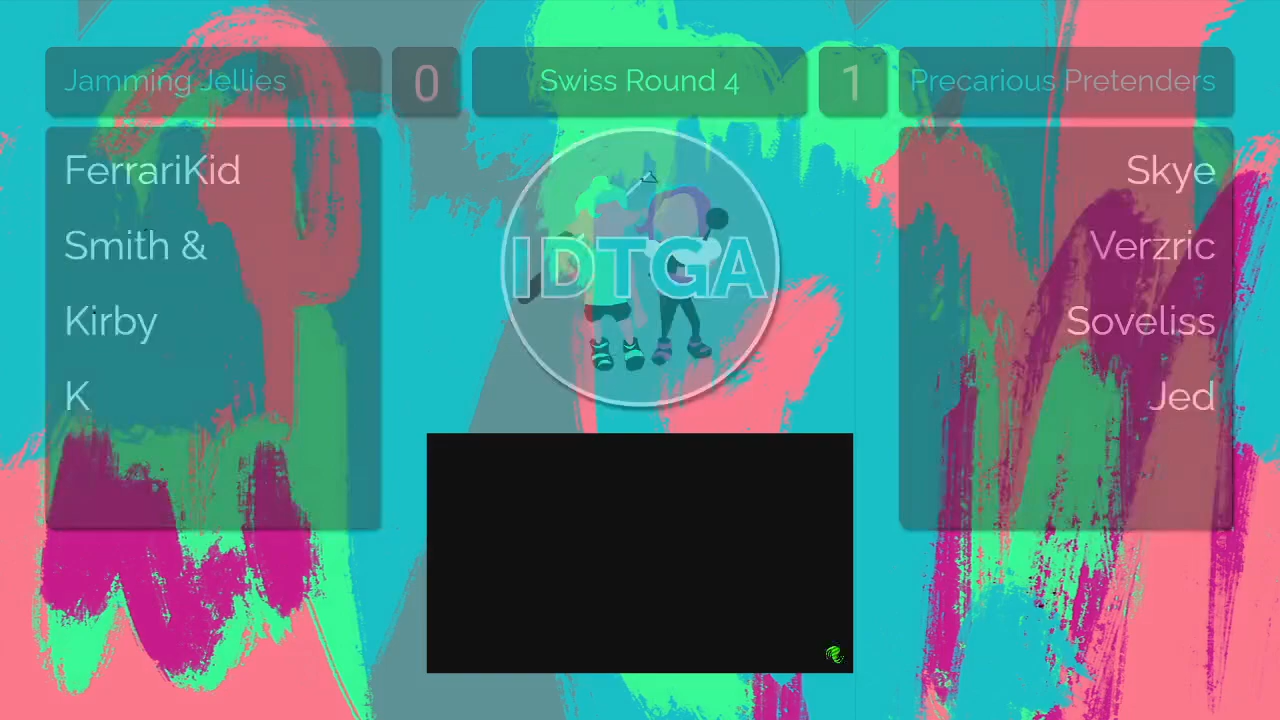 Jamming Jellies
0
Swiss Round 4
1
Precarious Pretenders
FerrariKid
Smith &
Kirby
K
IDTGA
Skye
Verzric
Soveliss
Jed